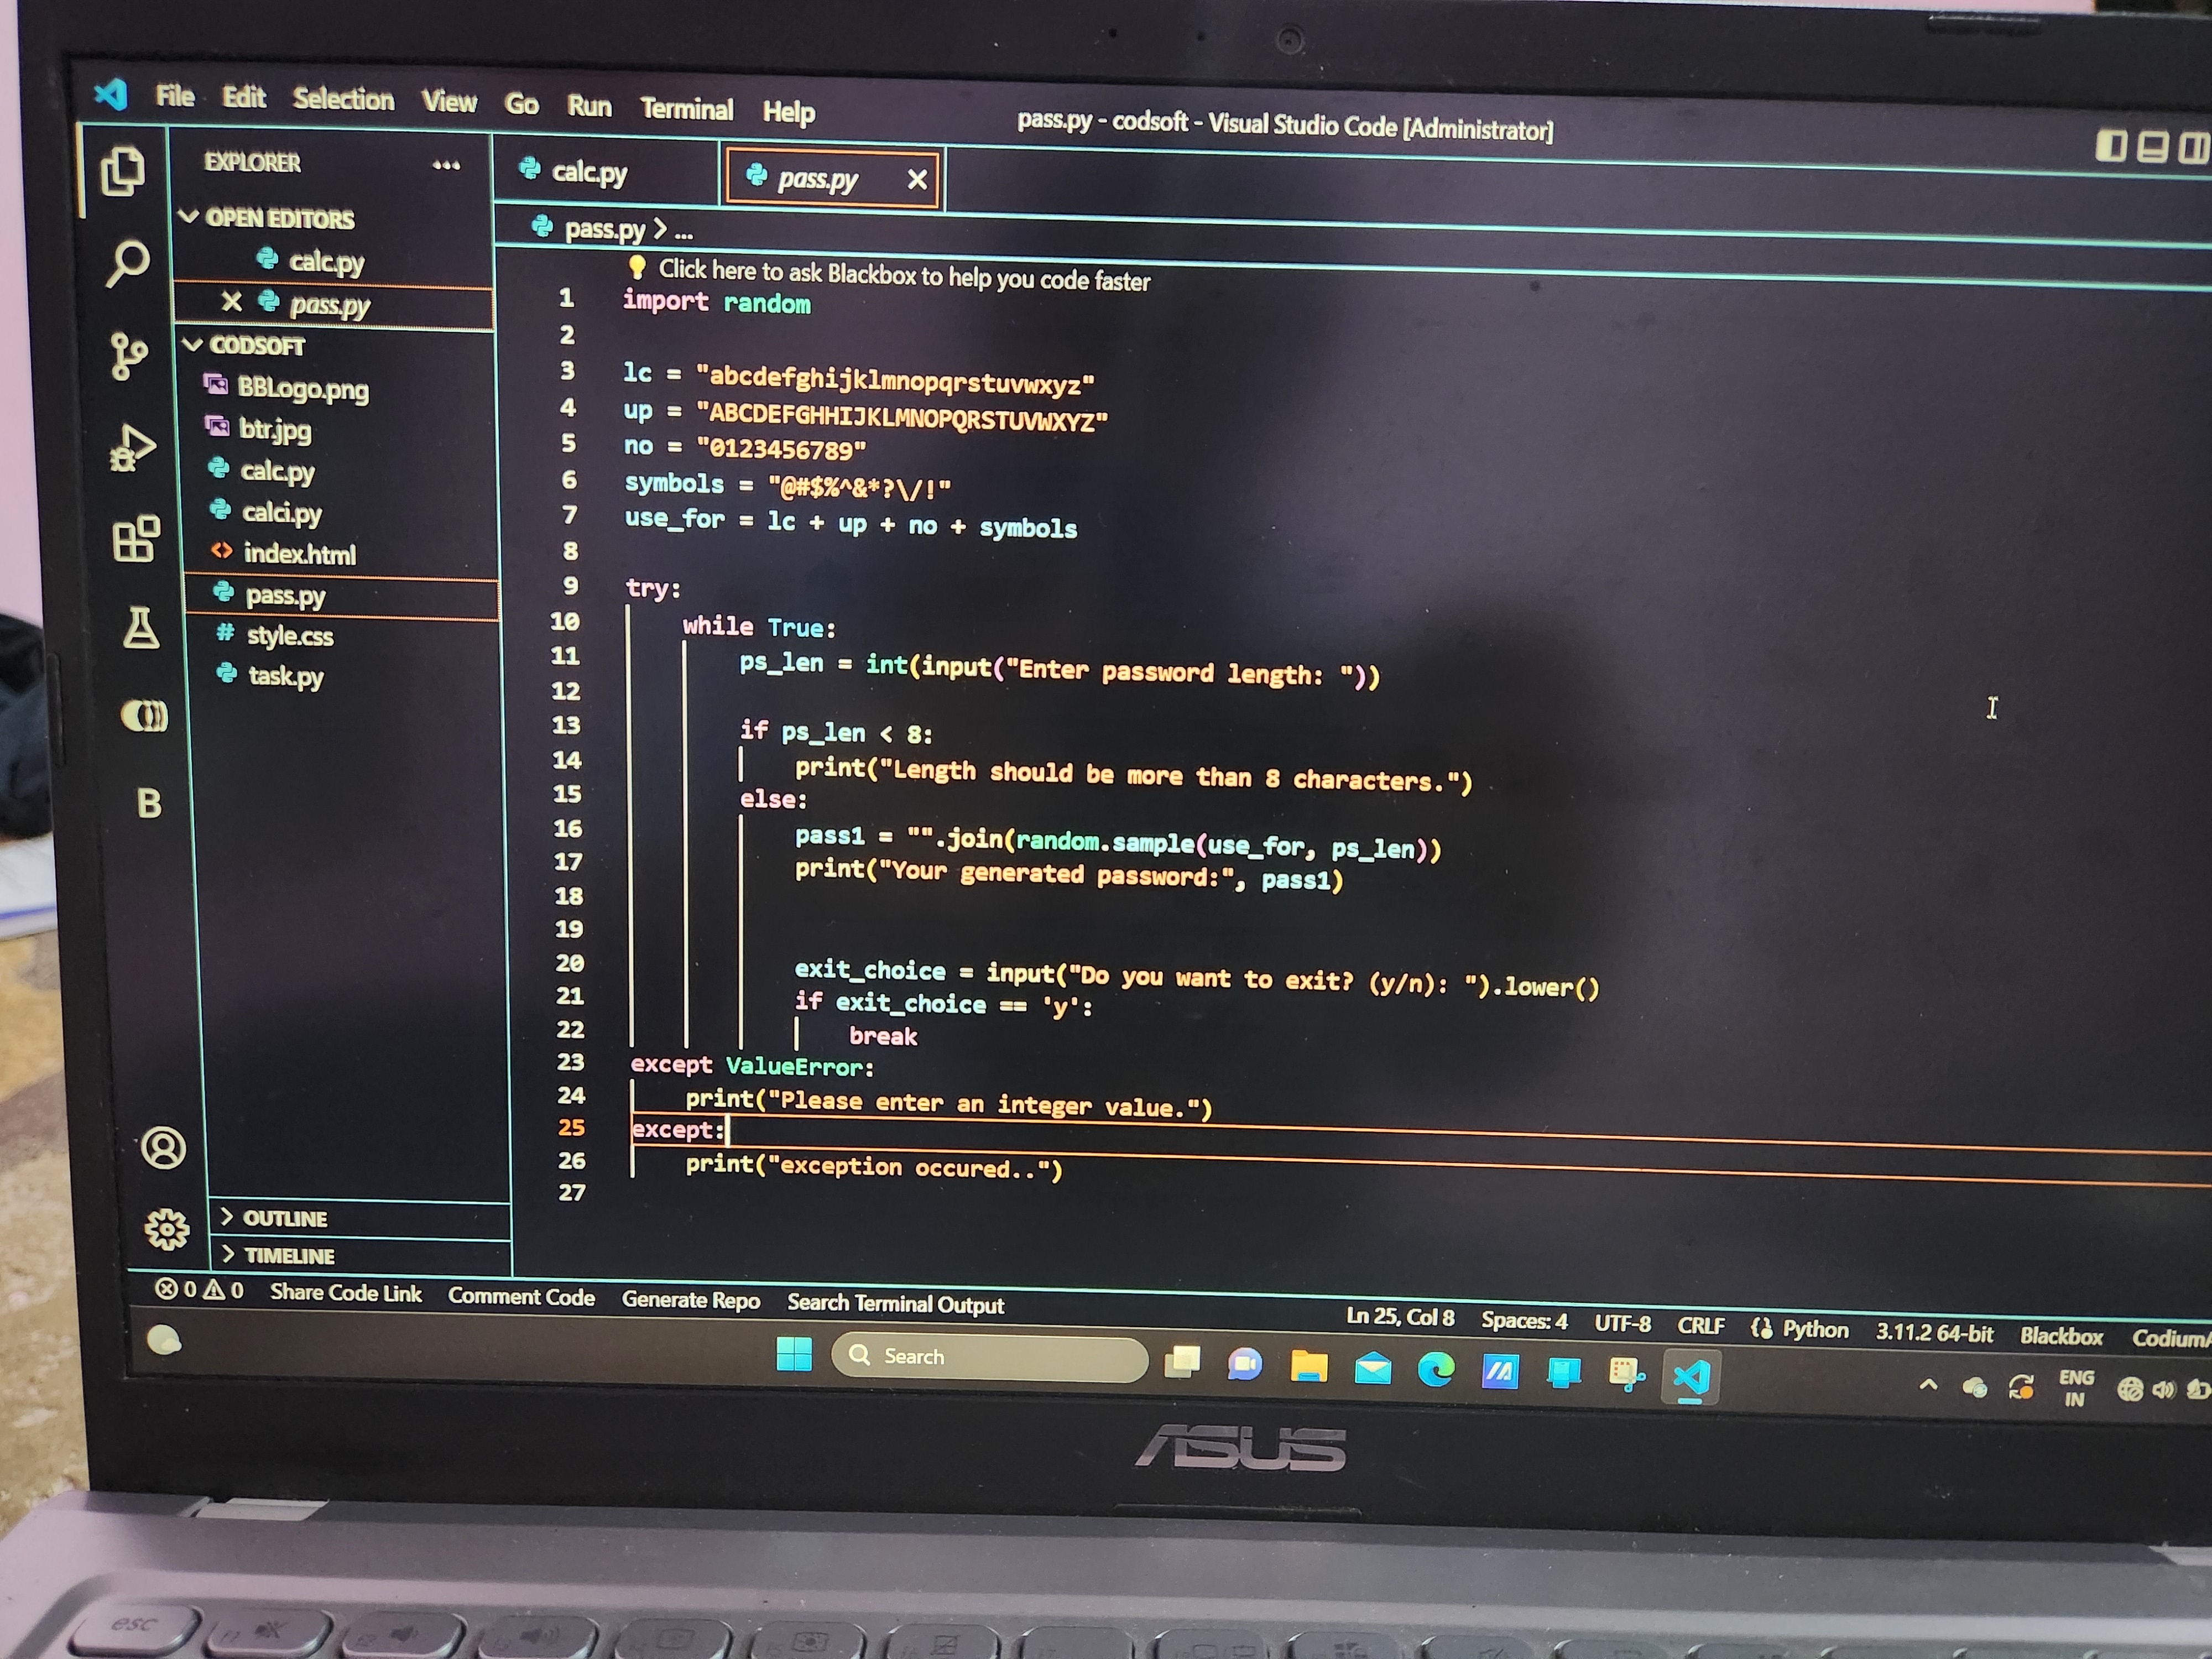 File Edit Selection View Go Run Terminal Help
pass.py - codsoft - Visual Studio Code [Administrator]
EXPLORER ...
OPEN EDITORS
calc.py
pass.py
CODSOFT
BBLogo.png
btr.jpg
calc.py
calci.py
index.html
pass.py
# style.css
task.py
OUTLINE
TIMELINE
B
calc.py pass.py
pass.py > ...
Click here to ask Blackbox to help you code faster
1 import random
2
3 lc = "abcdefghijklmnopqrstuvwxyz"
4 up = "ABCDEFGHHIJKLMNOPQRSTUVWXYZ"
5 no = "0123456789"
6 symbols = "@#$%^&*?\/!"
7 use_for = lc + up + no + symbols
8
9 try:
10 while True:
11 ps_len = int(input("Enter password length: "))
12
13 if ps_len < 8:
14 print("Length should be more than 8 characters.")
15 else:
16 pass1 = "".join(random.sample(use_for, ps_len))
17 print("Your generated password:", pass1)
18
19
20 exit_choice = input("Do you want to exit? (y/n): ").lower()
21 if exit_choice == 'y':
22 break
23 except ValueError:
24 print("Please enter an integer value.")
25 except:
26 print("exception occured..")
27
0 0 Share Code Link Comment Code Generate Repo Search Terminal Output Ln 25, Col 8 Spaces: 4 UTF-8 CRLF Python 3.11.2 64-bit Blackbox
Search
ENG
IN
ASUS
esc